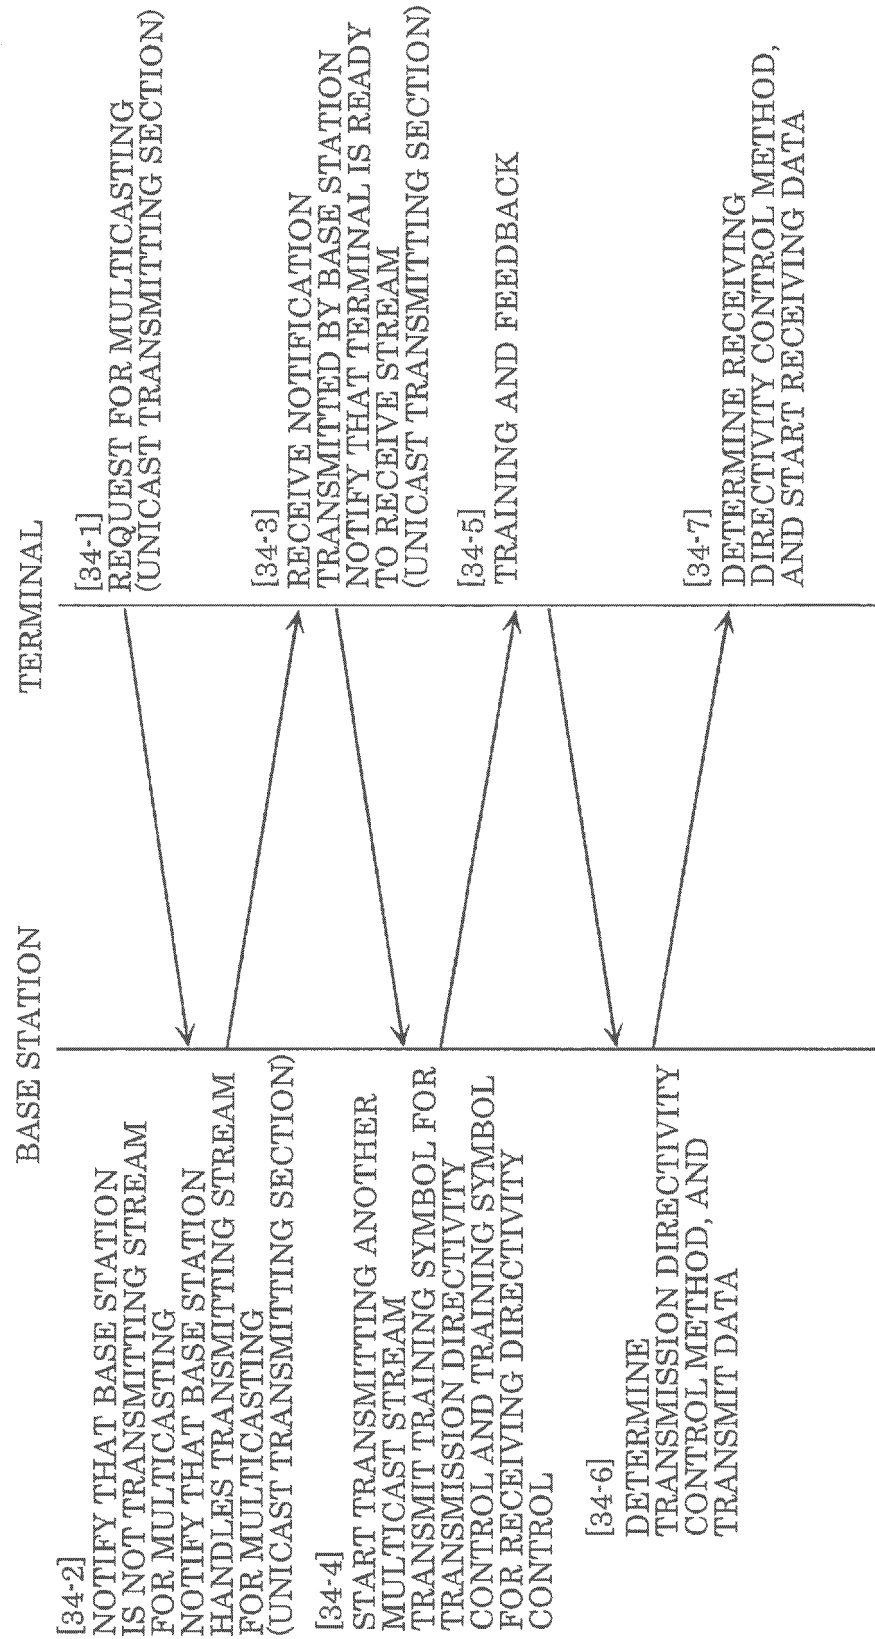 BASE STATION
TERMINAL
[34-1]
REQUEST FOR MULTICASTING
(UNICAST TRANSMITTING SECTION)
[34-2]
NOTIFY THAT BASE STATION
IS NOT TRANSMITTING STREAM
FOR MULTICASTING
NOTIFY THAT BASE STATION
HANDLES TRANSMITTING STREAM
FOR MULTICASTING
(UNICAST TRANSMITTING SECTION)
[34-3]
RECEIVE NOTIFICATION
TRANSMITTED BY BASE STATION
NOTIFY THAT TERMINAL IS READY
TO RECEIVE STREAM
(UNICAST TRANSMITTING SECTION)
[34-4]
START TRANSMITTING ANOTHER
MULTICAST STREAM
TRANSMIT TRAINING SYMBOL FOR
TRANSMISSION DIRECTIVITY
CONTROL AND TRAINING SYMBOL
FOR RECEIVING DIRECTIVITY
CONTROL
[34-5]
TRAINING AND FEEDBACK
[34-6]
DETERMINE
TRANSMISSION DIRECTIVITY
CONTROL METHOD, AND
TRANSMIT DATA
[34-7]
DETERMINE RECEIVING
DIRECTIVITY CONTROL METHOD,
AND START RECEIVING DATA